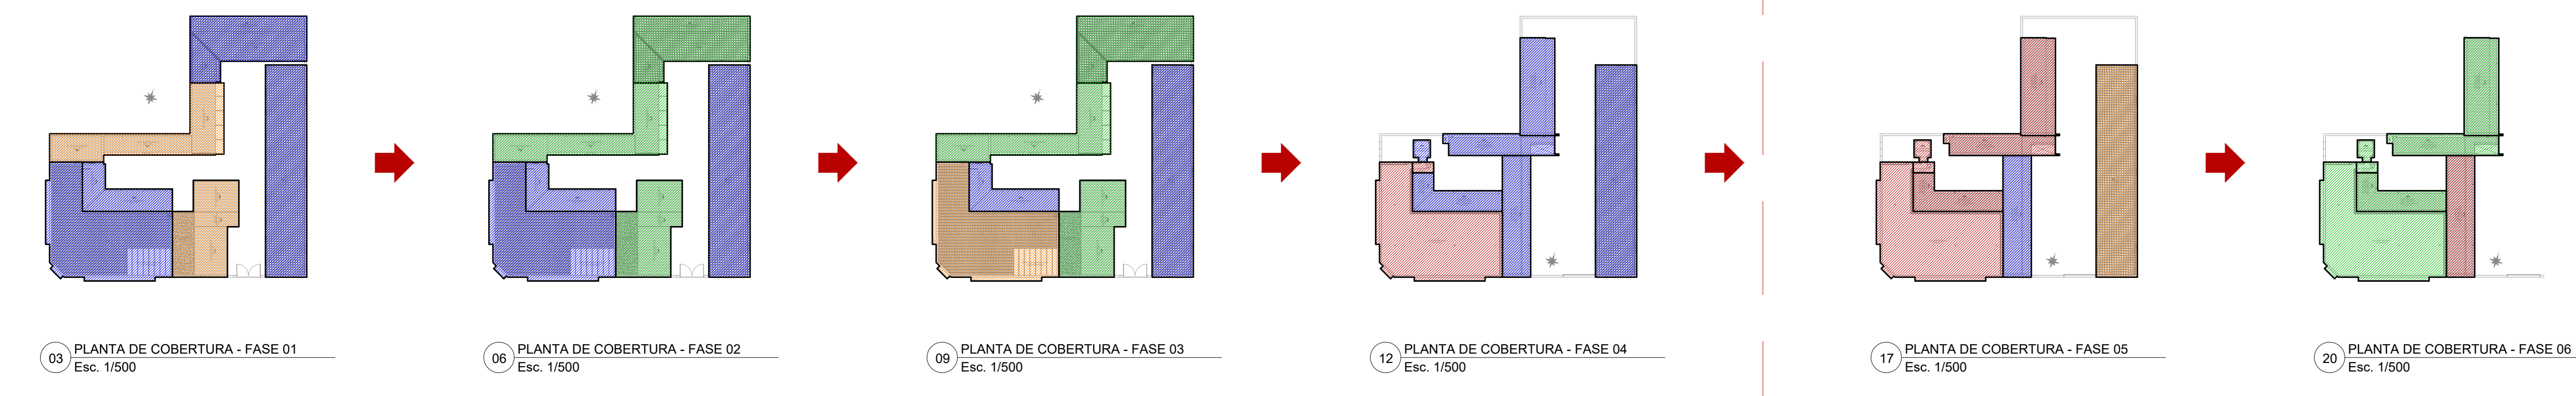 03 PLANTA DE COBERTURA - FASE 01
Esc. 1/500
06 PLANTA DE COBERTURA - FASE 02
Esc. 1/500
09 PLANTA DE COBERTURA - FASE 03
Esc. 1/500
12 PLANTA DE COBERTURA - FASE 04
Esc. 1/500
17 PLANTA DE COBERTURA - FASE 05
Esc. 1/500
20 PLANTA DE COBERTURA - FASE 06
Esc. 1/500